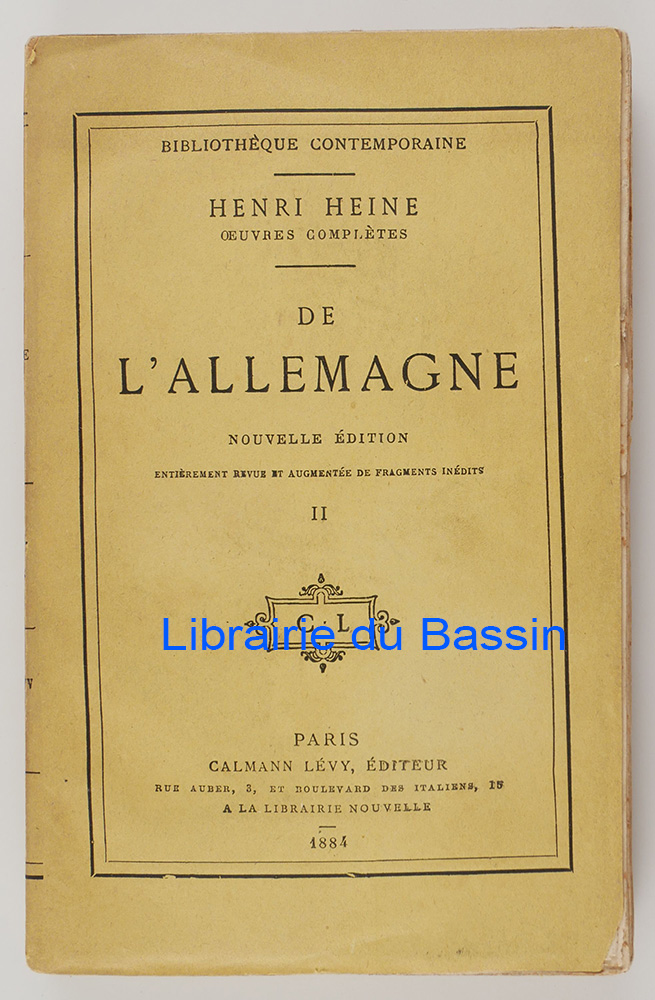 BIBLIOTHÈQUE CONTEMPORAINE
HENRI HEINE
ŒUVRES COMPLÈTES
DE
L'ALLEMAGNE
NOUVELLE ÉDITION
ENTIÈREMENT REVUE ET AUGMENTÉE DE FRAGMENTS INÉDITS
II
C. L
Librairie du Bassin
PARIS
CALMANN LÉVY, ÉDITEUR
RUE AUBER, 3, ET BOULEVARD DES ITALIENS, 15
A LA LIBRAIRIE NOUVELLE
1884